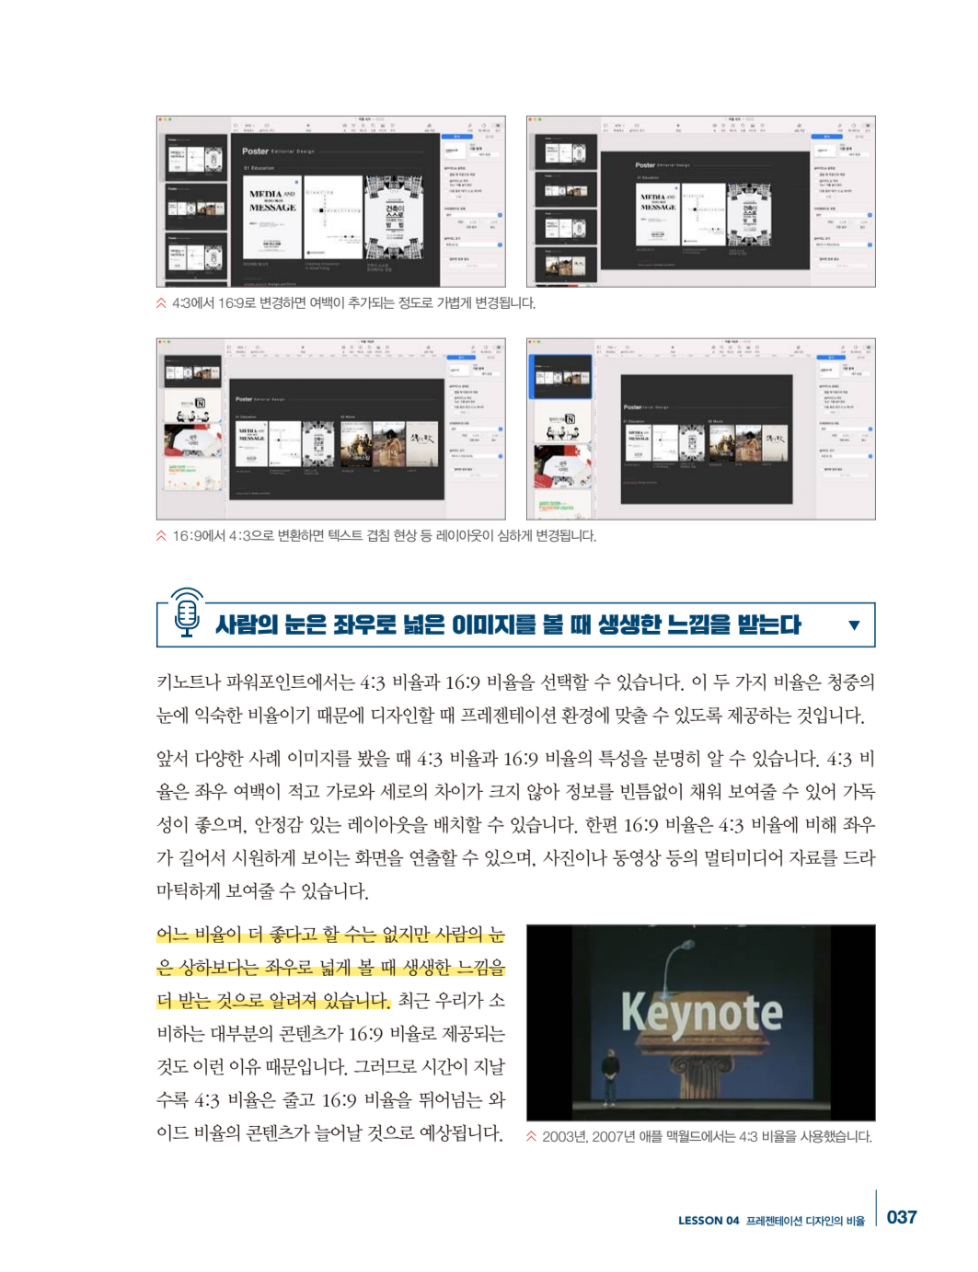 Poster Editorial Design
01 Education
MEDIA AND
MESSAGE
건축이
스스로
Poster
01 Education
MEDIA AND
MESSAGE
4:3에서 16:9로 변경하면 여백이 추가되는 정도로 가볍게 변경됩니다.
Poster Editorial Design
01 Education
MEDIA
MESSAGE
Poster
MEDIA
MESSAGE
16:9에서 4:3으로 변환하면 텍스트 겹침 현상 등 레이아웃이 심하게 변경됩니다.
사람의 눈은 좌우로 넓은 이미지를 볼 때 생생한 느낌을 받는다
키노트나 파워포인트에서는 4:3 비율과 16:9 비율을 선택할 수 있습니다. 이 두 가지 비율은 청중의
눈에 익숙한 비율이기 때문에 디자인할 때 프레젠테이션 환경에 맞출 수 있도록 제공하는 것입니다.
앞서 다양한 사례 이미지를 봤을 때 4:3 비율과 16:9 비율의 특성을 분명히 알 수 있습니다. 4:3 비
율은 좌우 여백이 적고 가로와 세로의 차이가 크지 않아 정보를 빈틈없이 채워 보여줄 수 있어 가독
성이 좋으며, 안정감 있는 레이아웃을 배치할 수 있습니다. 한편 16:9 비율은 4:3 비율에 비해 좌우
가 길어서 시원하게 보이는 화면을 연출할 수 있으며, 사진이나 동영상 등의 멀티미디어 자료를 드라
마틱하게 보여줄 수 있습니다.
어느 비율이 더 좋다고 할 수는 없지만 사람의 눈
은 상하보다는 좌우로 넓게 볼 때 생생한 느낌을
더 받는 것으로 알려져 있습니다. 최근 우리가 소
비하는 대부분의 콘텐츠가 16:9 비율로 제공되는
것도 이런 이유 때문입니다. 그러므로 시간이 지날
수록 4:3 비율은 줄고 16:9 비율을 뛰어넘는 와
이드 비율의 콘텐츠가 늘어날 것으로 예상됩니다.
Keynote
2003년, 2007년 애플 맥월드에서는 4:3 비율을 사용했습니다.
LESSON 04 프레젠테이션 디자인의 비율
037